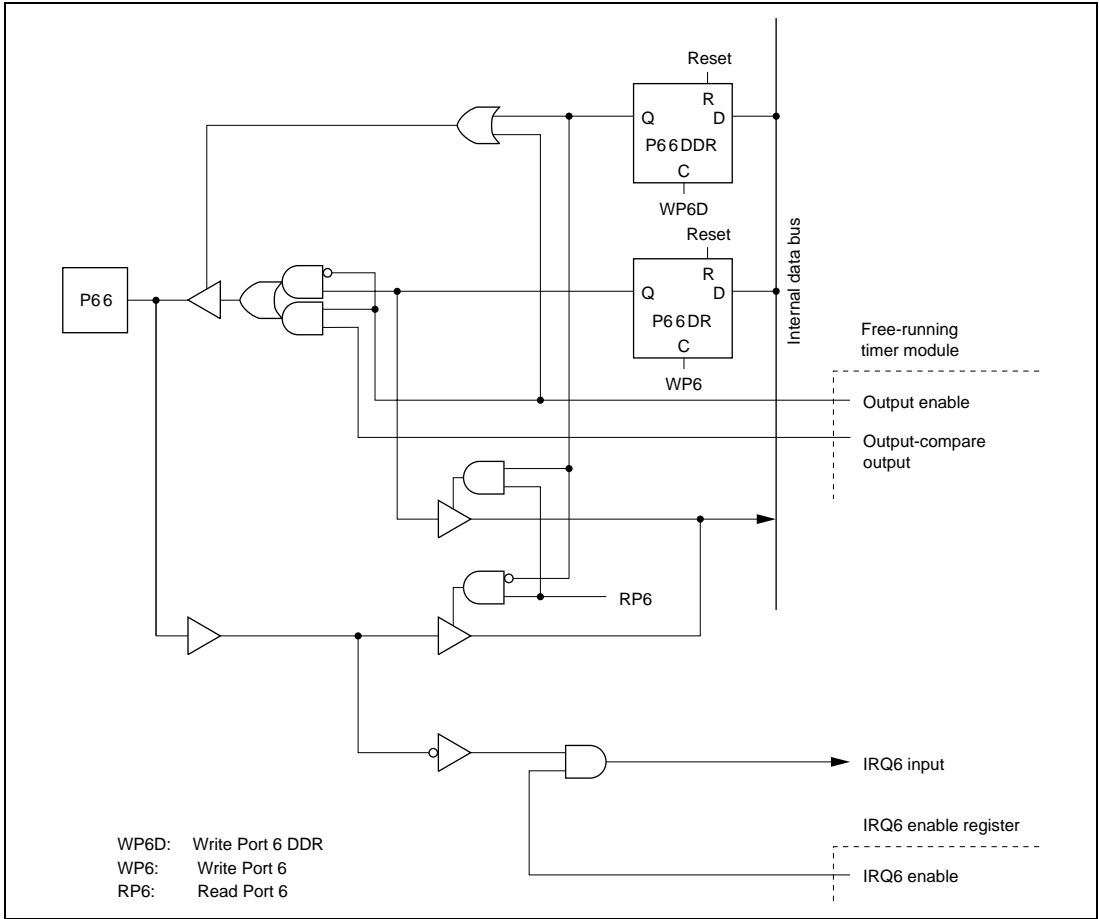 Reset
R
Q D
P66DDR
C
WP6D
Reset
R
Q D
P66DR
C
WP6
P66
Internal data bus
Free-running
timer module
Output enable
Output-compare
output
RP6
IRQ6 input
IRQ6 enable register
IRQ6 enable
WP6D: Write Port 6 DDR
WP6: Write Port 6
RP6: Read Port 6